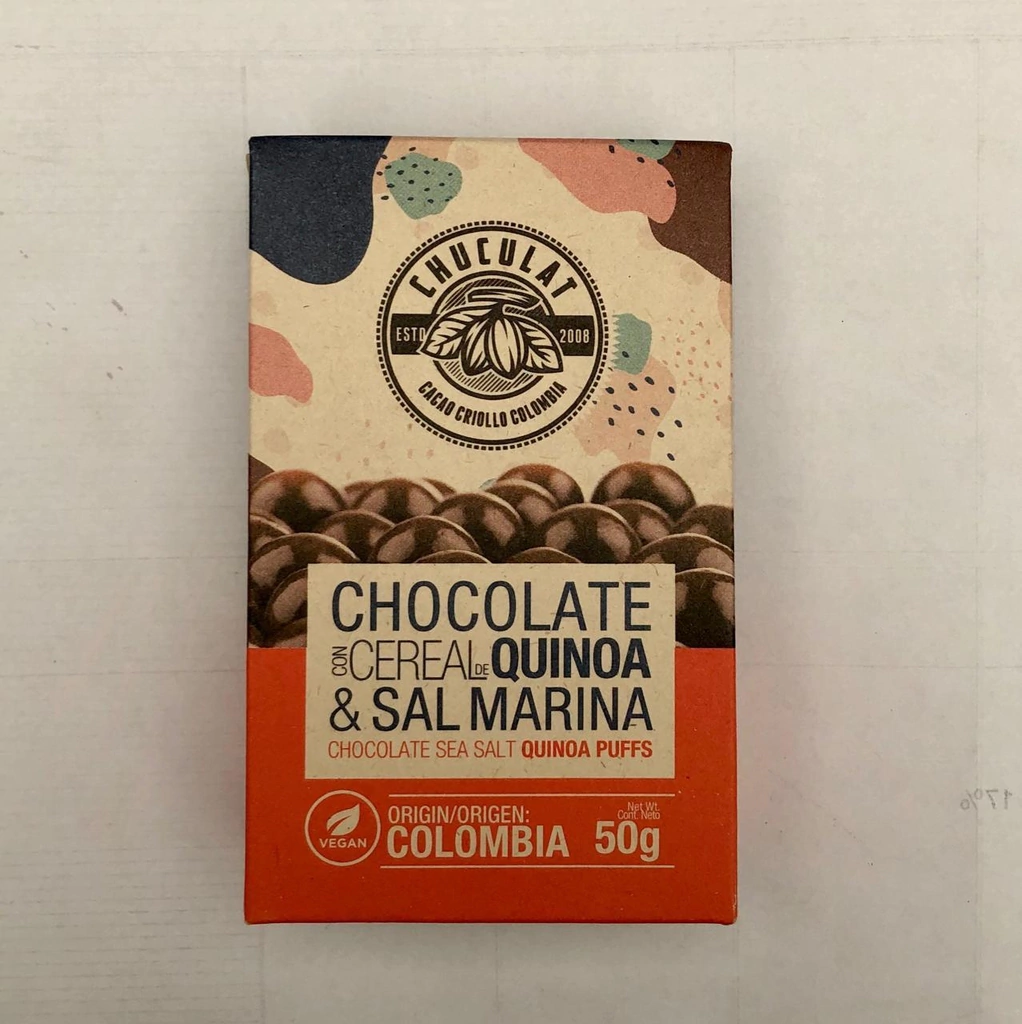 CHUCULAT
ESTD 2008
CACAO CRIOLLO COLOMBIA
CHOCOLATE
CON CEREAL DE QUINOA
& SAL MARINA
CHOCOLATE SEA SALT QUINOA PUFFS
VEGAN
ORIGIN/ORIGEN:
COLOMBIA
Net Wt.
Cont. Neto
50g
17%